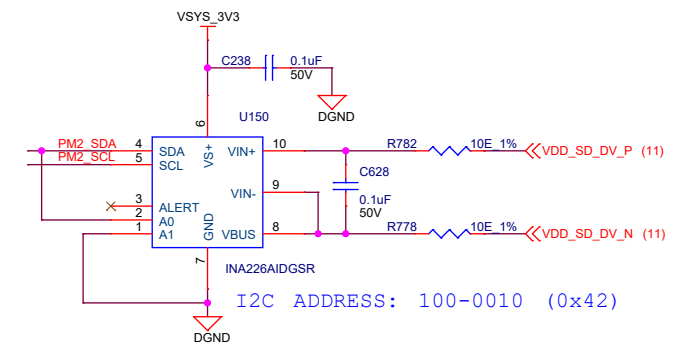 VSYS_3V3
C238
0.1uF
50V
DGND
U150
6
VS+
PM2_SDA
4
SDA
PM2_SCL
5
SCL
3
ALERT
2
A0
1
A1
GND
7
VIN+
10
VIN-
9
VBUS
8
INA226AIDGSR
R782
10E_1%
VDD_SD_DV_P (11)
C628
0.1uF
50V
R778
10E_1%
VDD_SD_DV_N (11)
I2C ADDRESS: 100-0010 (0x42)
DGND